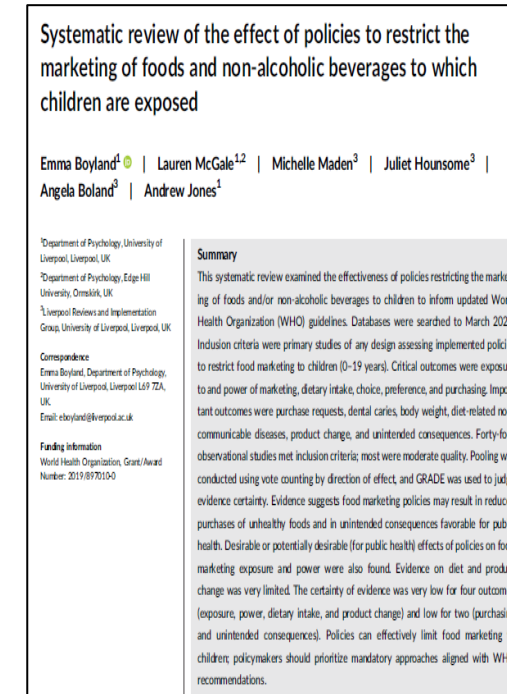 Systematic review of the effect of policies to restrict the
marketing of foods and non-alcoholic beverages to which
children are exposed
Emma Boyland¹ | Lauren McGale¹,² | Michelle Maden³ | Juliet Hounsome³ |
Angela Boland³ | Andrew Jones¹
¹Department of Psychology, University of
Liverpool, Liverpool, UK
²Department of Psychology, Edge Hill
University, Ormskirk, UK
³Liverpool Reviews and Implementation
Group, University of Liverpool, Liverpool, UK
Correspondence
Emma Boyland, Department of Psychology,
University of Liverpool, Liverpool L69 7ZA,
UK.
Email: eboyland@liverpool.ac.uk
Funding information
World Health Organization, Grant/Award
Number: 2019/897010-0
Summary
This systematic review examined the effectiveness of policies restricting the marke
ing of foods and/or non-alcoholic beverages to children to inform updated Wor
Health Organization (WHO) guidelines. Databases were searched to March 202
Inclusion criteria were primary studies of any design assessing implemented polici
to restrict food marketing to children (0–19 years). Critical outcomes were exposu
to and power of marketing, dietary intake, choice, preference, and purchasing. Impo
tant outcomes were purchase requests, dental caries, body weight, diet-related no
communicable diseases, product change, and unintended consequences. Forty-fo
observational studies met inclusion criteria; most were moderate quality. Pooling w
conducted using vote counting by direction of effect, and GRADE was used to judg
evidence certainty. Evidence suggests food marketing policies may result in reduce
purchases of unhealthy foods and in unintended consequences favorable for pub
health. Desirable or potentially desirable (for public health) effects of policies on foo
marketing exposure and power were also found. Evidence on diet and produ
change was very limited. The certainty of evidence was very low for four outcom
(exposure, power, dietary intake, and product change) and low for two (purchasi
and unintended consequences). Policies can effectively limit food marketing
children; policymakers should prioritize mandatory approaches aligned with WH
recommendations.